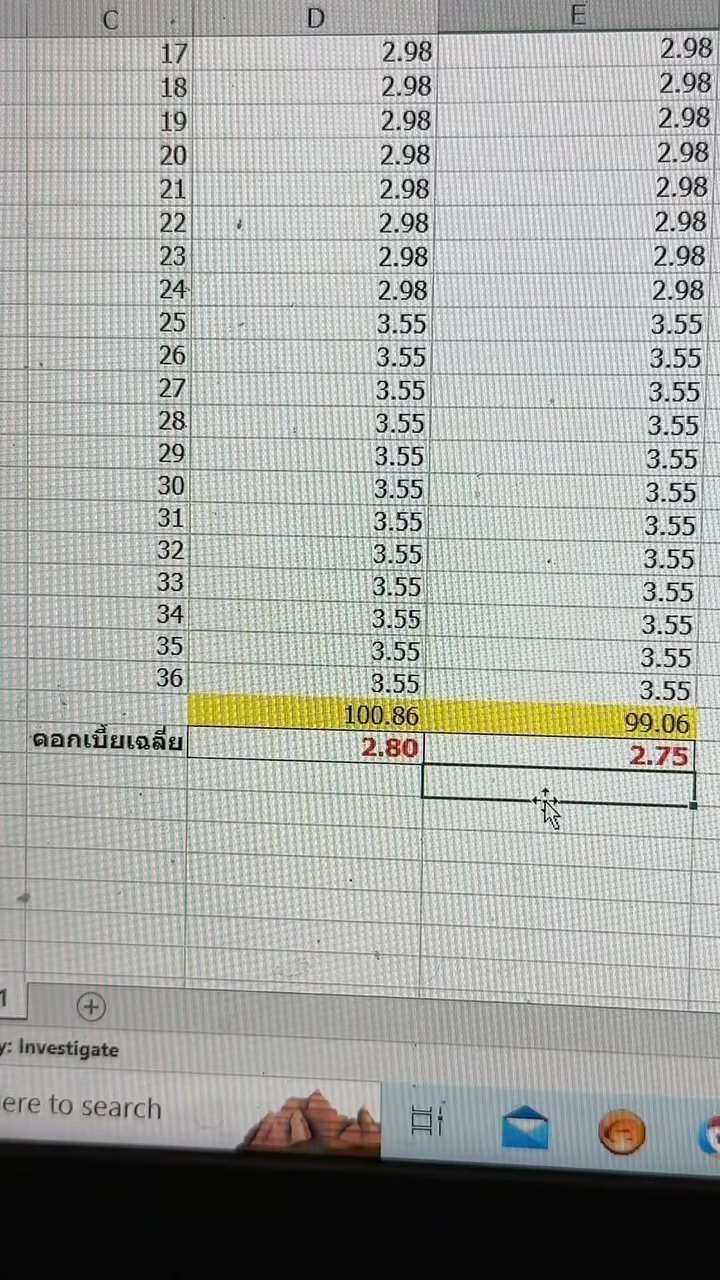 C D E
17 2.98 2.98
18 2.98 2.98
19 2.98 2.98
20 2.98 2.98
21 2.98 2.98
22 2.98 2.98
23 2.98 2.98
24 2.98 2.98
25 3.55 3.55
26 3.55 3.55
27 3.55 3.55
28 3.55 3.55
29 3.55 3.55
30 3.55 3.55
31 3.55 3.55
32 3.55 3.55
33 3.55 3.55
34 3.55 3.55
35 3.55 3.55
36 3.55 3.55
100.86 99.06
ดอกเบี้ยเฉลี่ย 2.80 2.75
1
y: Investigate
ere to search